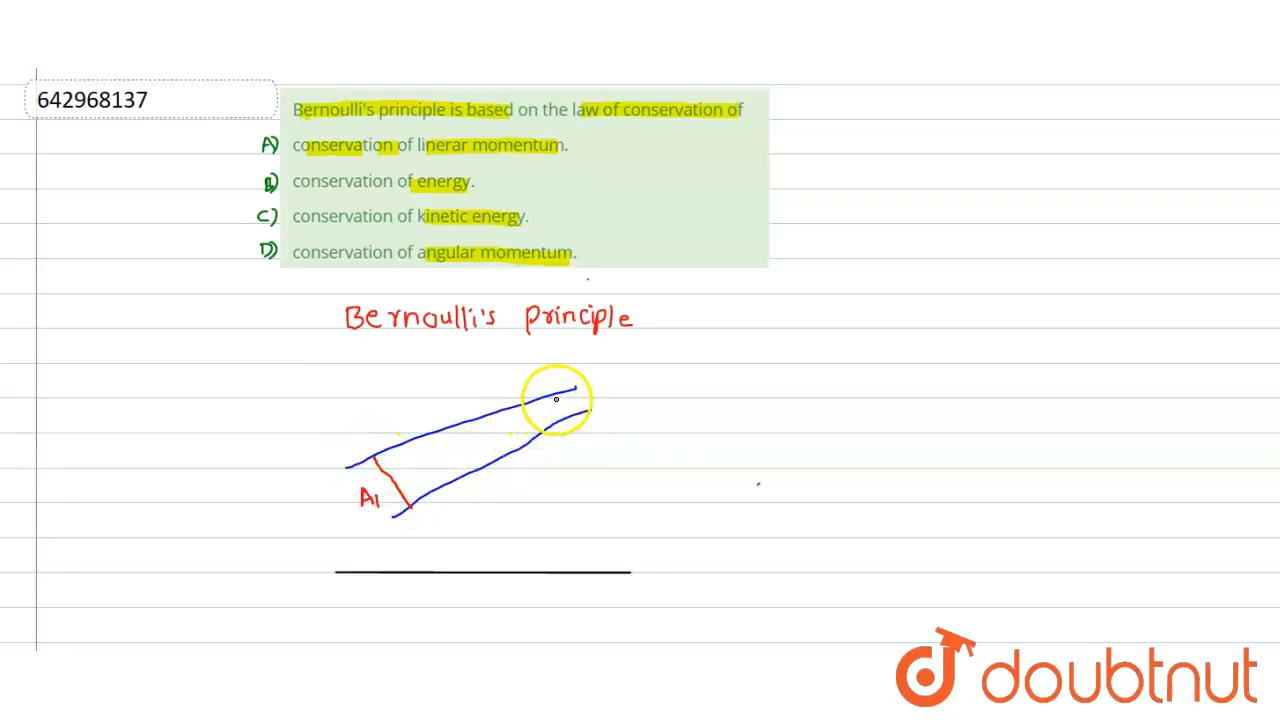 642968137
Bernoulli's principle is based on the law of conservation of
A) conservation of linerar momentum.
B) conservation of energy.
C) conservation of kinetic energy.
D) conservation of angular momentum.
Bernoulli's principle
A1
doubtnut